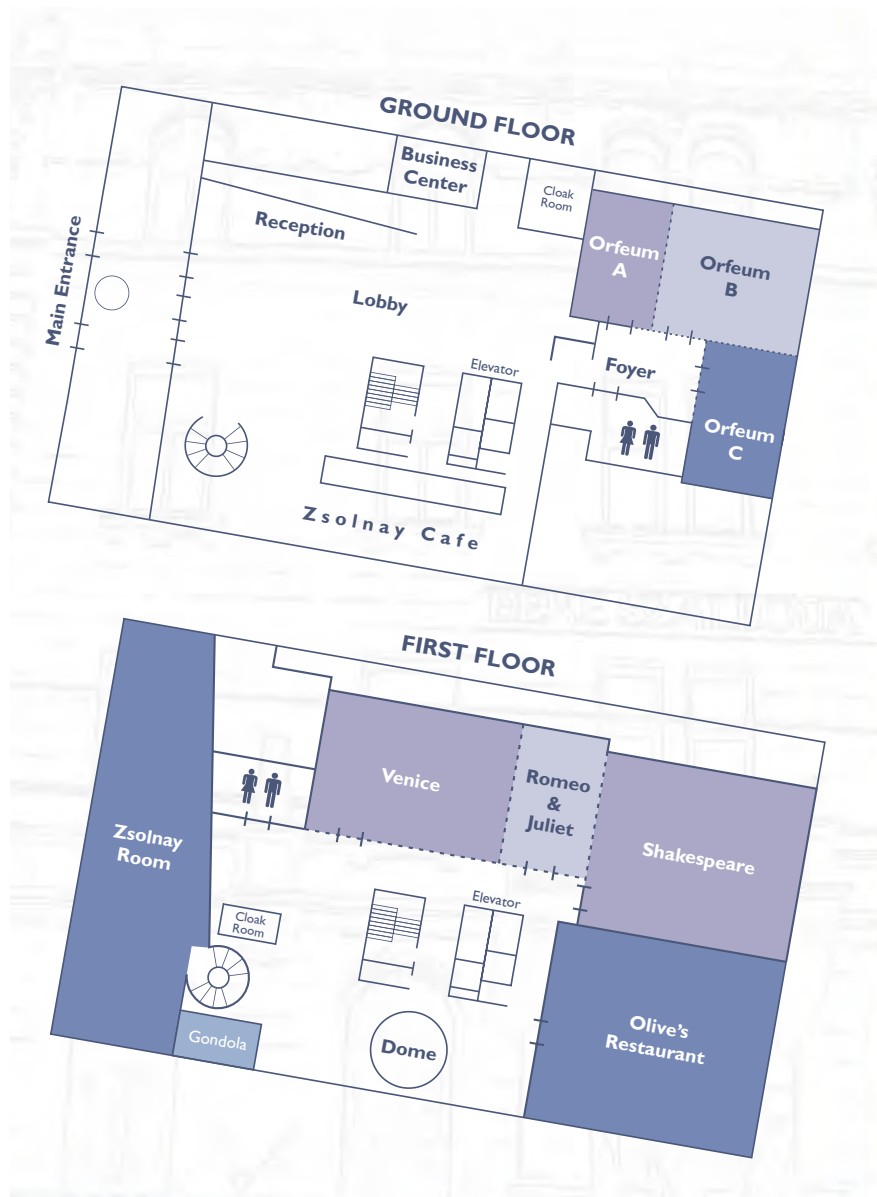 GROUND FLOOR
Business
Center
Cloak
Room
Reception
Orfeum
A
Orfeum
B
Main Entrance
Lobby
Elevator
Foyer
Orfeum
C
Zsolnay Cafe
FIRST FLOOR
Venice
Romeo
&
Juliet
Zsolnay
Room
Shakespeare
Cloak
Room
Elevator
Gondola
Dome
Olive's
Restaurant